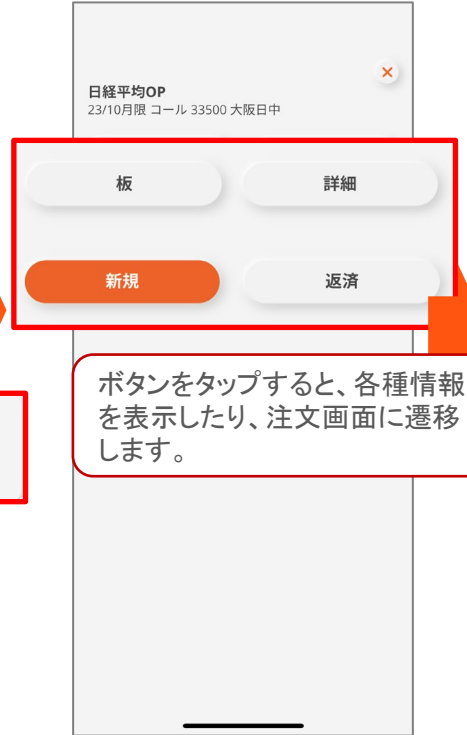 日経平均OP
23/10月限 コール 33500 大阪日中
板
詳細
新規
返済
ボタンをタップすると、各種情報
を表示したり、注文画面に遷移
します。